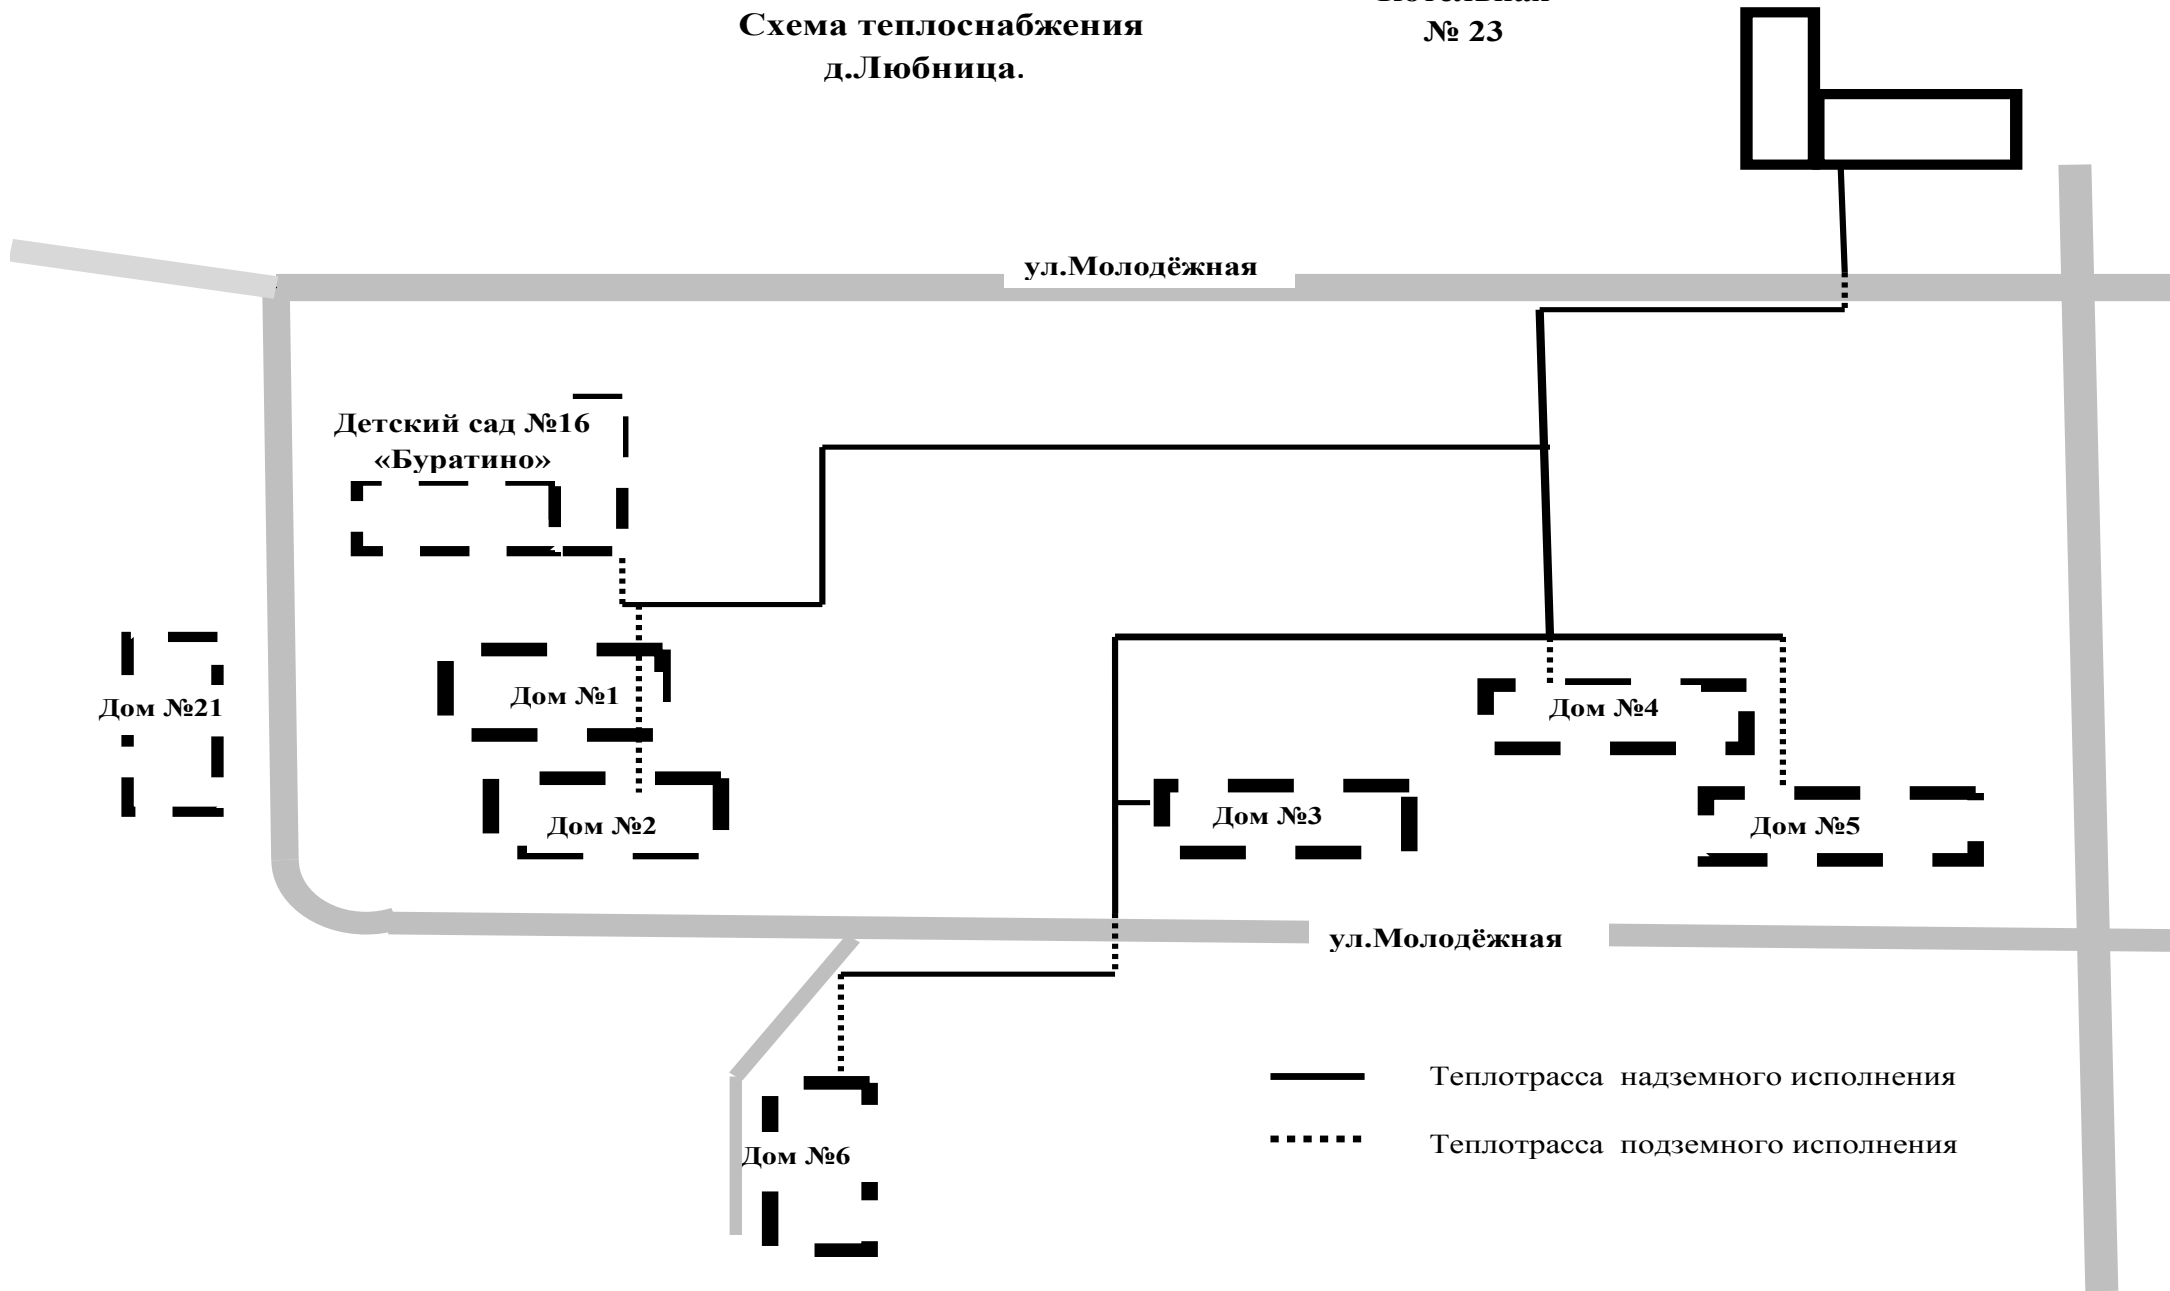 Схема теплоснабжения
д.Любница.
№ 23
ул.Молодёжная
Детский сад №16
«Буратино»
Дом №21
Дом №1
Дом №2
Дом №3
Дом №4
Дом №5
ул.Молодёжная
Дом №6
Теплотрасса надземного исполнения
Теплотрасса подземного исполнения